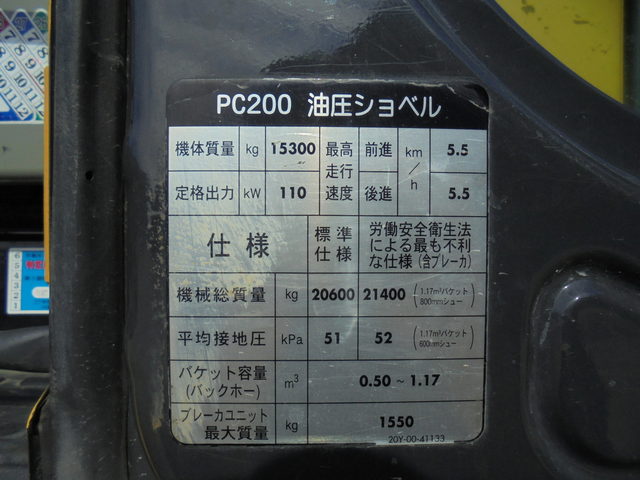 PC200 油圧ショベル
機体質量 kg 15300 最高走行速度 前進 km/h 5.5
定格出力 kW 110 後進 5.5
仕様 標準仕様 労働安全衛生法による最も不利な仕様(含ブレーカ)
機械総質量 kg 20600 21400 (1.17m³バケット 800mmシュー)
平均接地圧 kPa 51 52 (1.17m³バケット 600mmシュー)
バケット容量(バックホー) m³ 0.50~1.17
ブレーカユニット最大質量 kg 1550
20Y-00-41133